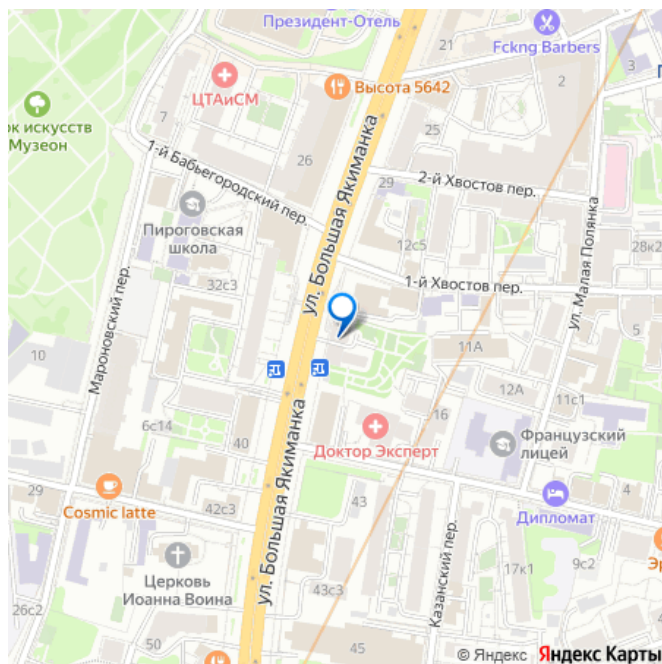 Президент-Отель
21
Fckng Barbers
ЦТАиСМ
Высота 5642
2
ок искусств
Музеон
25
1-й Бабьегородский пер.
26
ул. Большая Якиманка
29
2-й Хвостов пер.
Пироговская
школа
12с5
ул. Малая Полянка
28к2
32с3
1-й Хвостов пер.
Мароновский пер.
5
10
11А
12А
11с1
6с14
40
16
Доктор Эксперт
Французский
лицей
ул. Большая Якиманка
29
Cosmic latte
42с3
43
Дипломат
4
Казанский пер.
Церковь
Иоанна Воина
17к1
9с2
Эр
26с2
43с3
50
45
© Яндекс Яндекс Карты